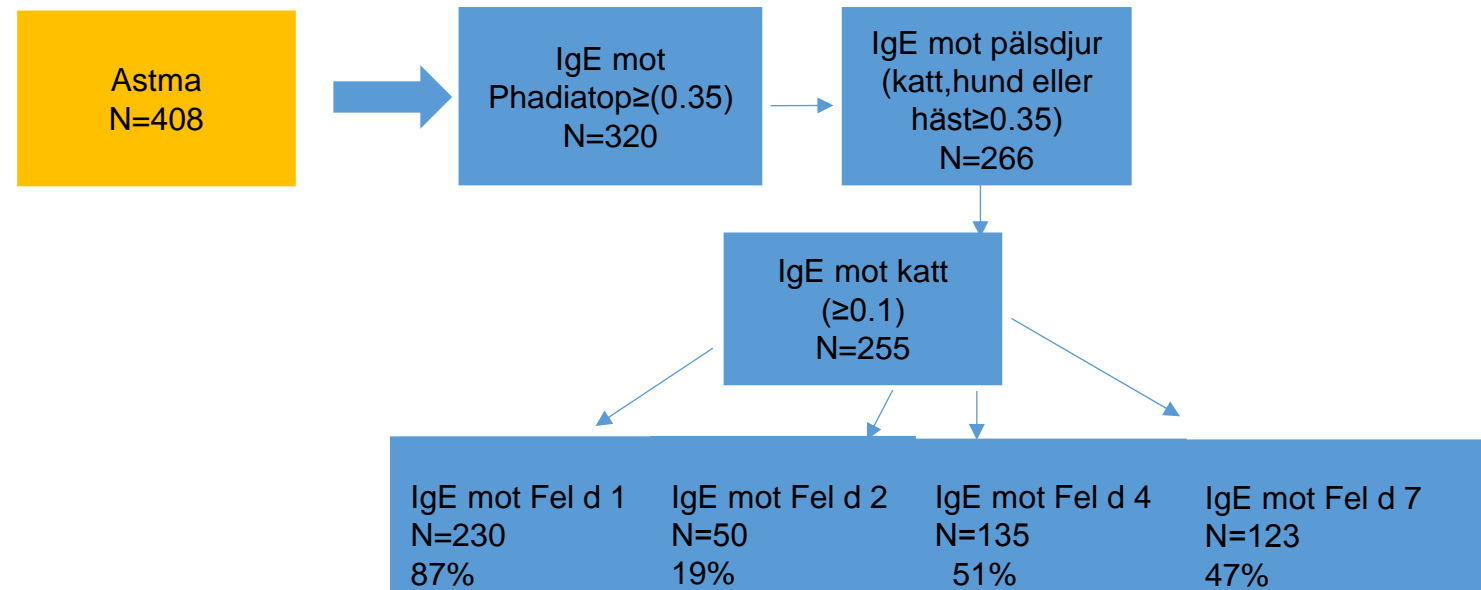 Astma
N=408
IgE mot
Phadiatop≥(0.35)
N=320
IgE mot pälsdjur
(katt,hund eller
häst≥0.35)
N=266
IgE mot katt
(≥0.1)
N=255
IgE mot Fel d 1
N=230
87%
IgE mot Fel d 2
N=50
19%
IgE mot Fel d 4
N=135
51%
IgE mot Fel d 7
N=123
47%